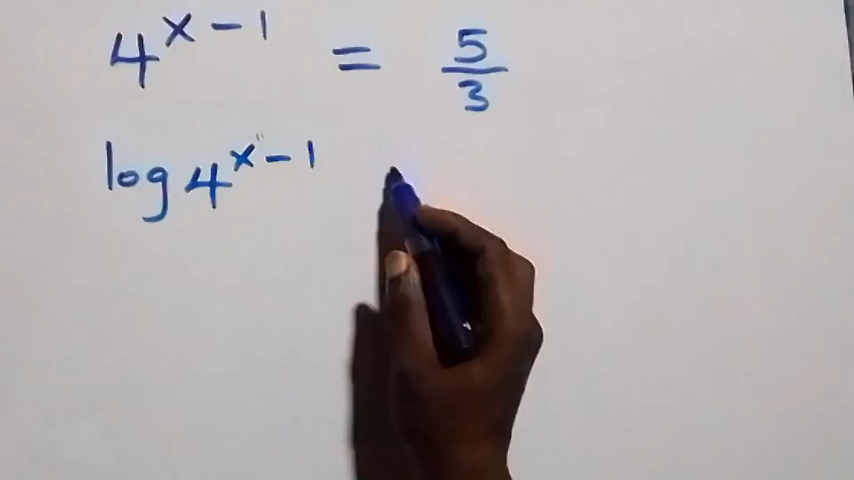 4^{x-1} = 5/3
log 4^{x-1}